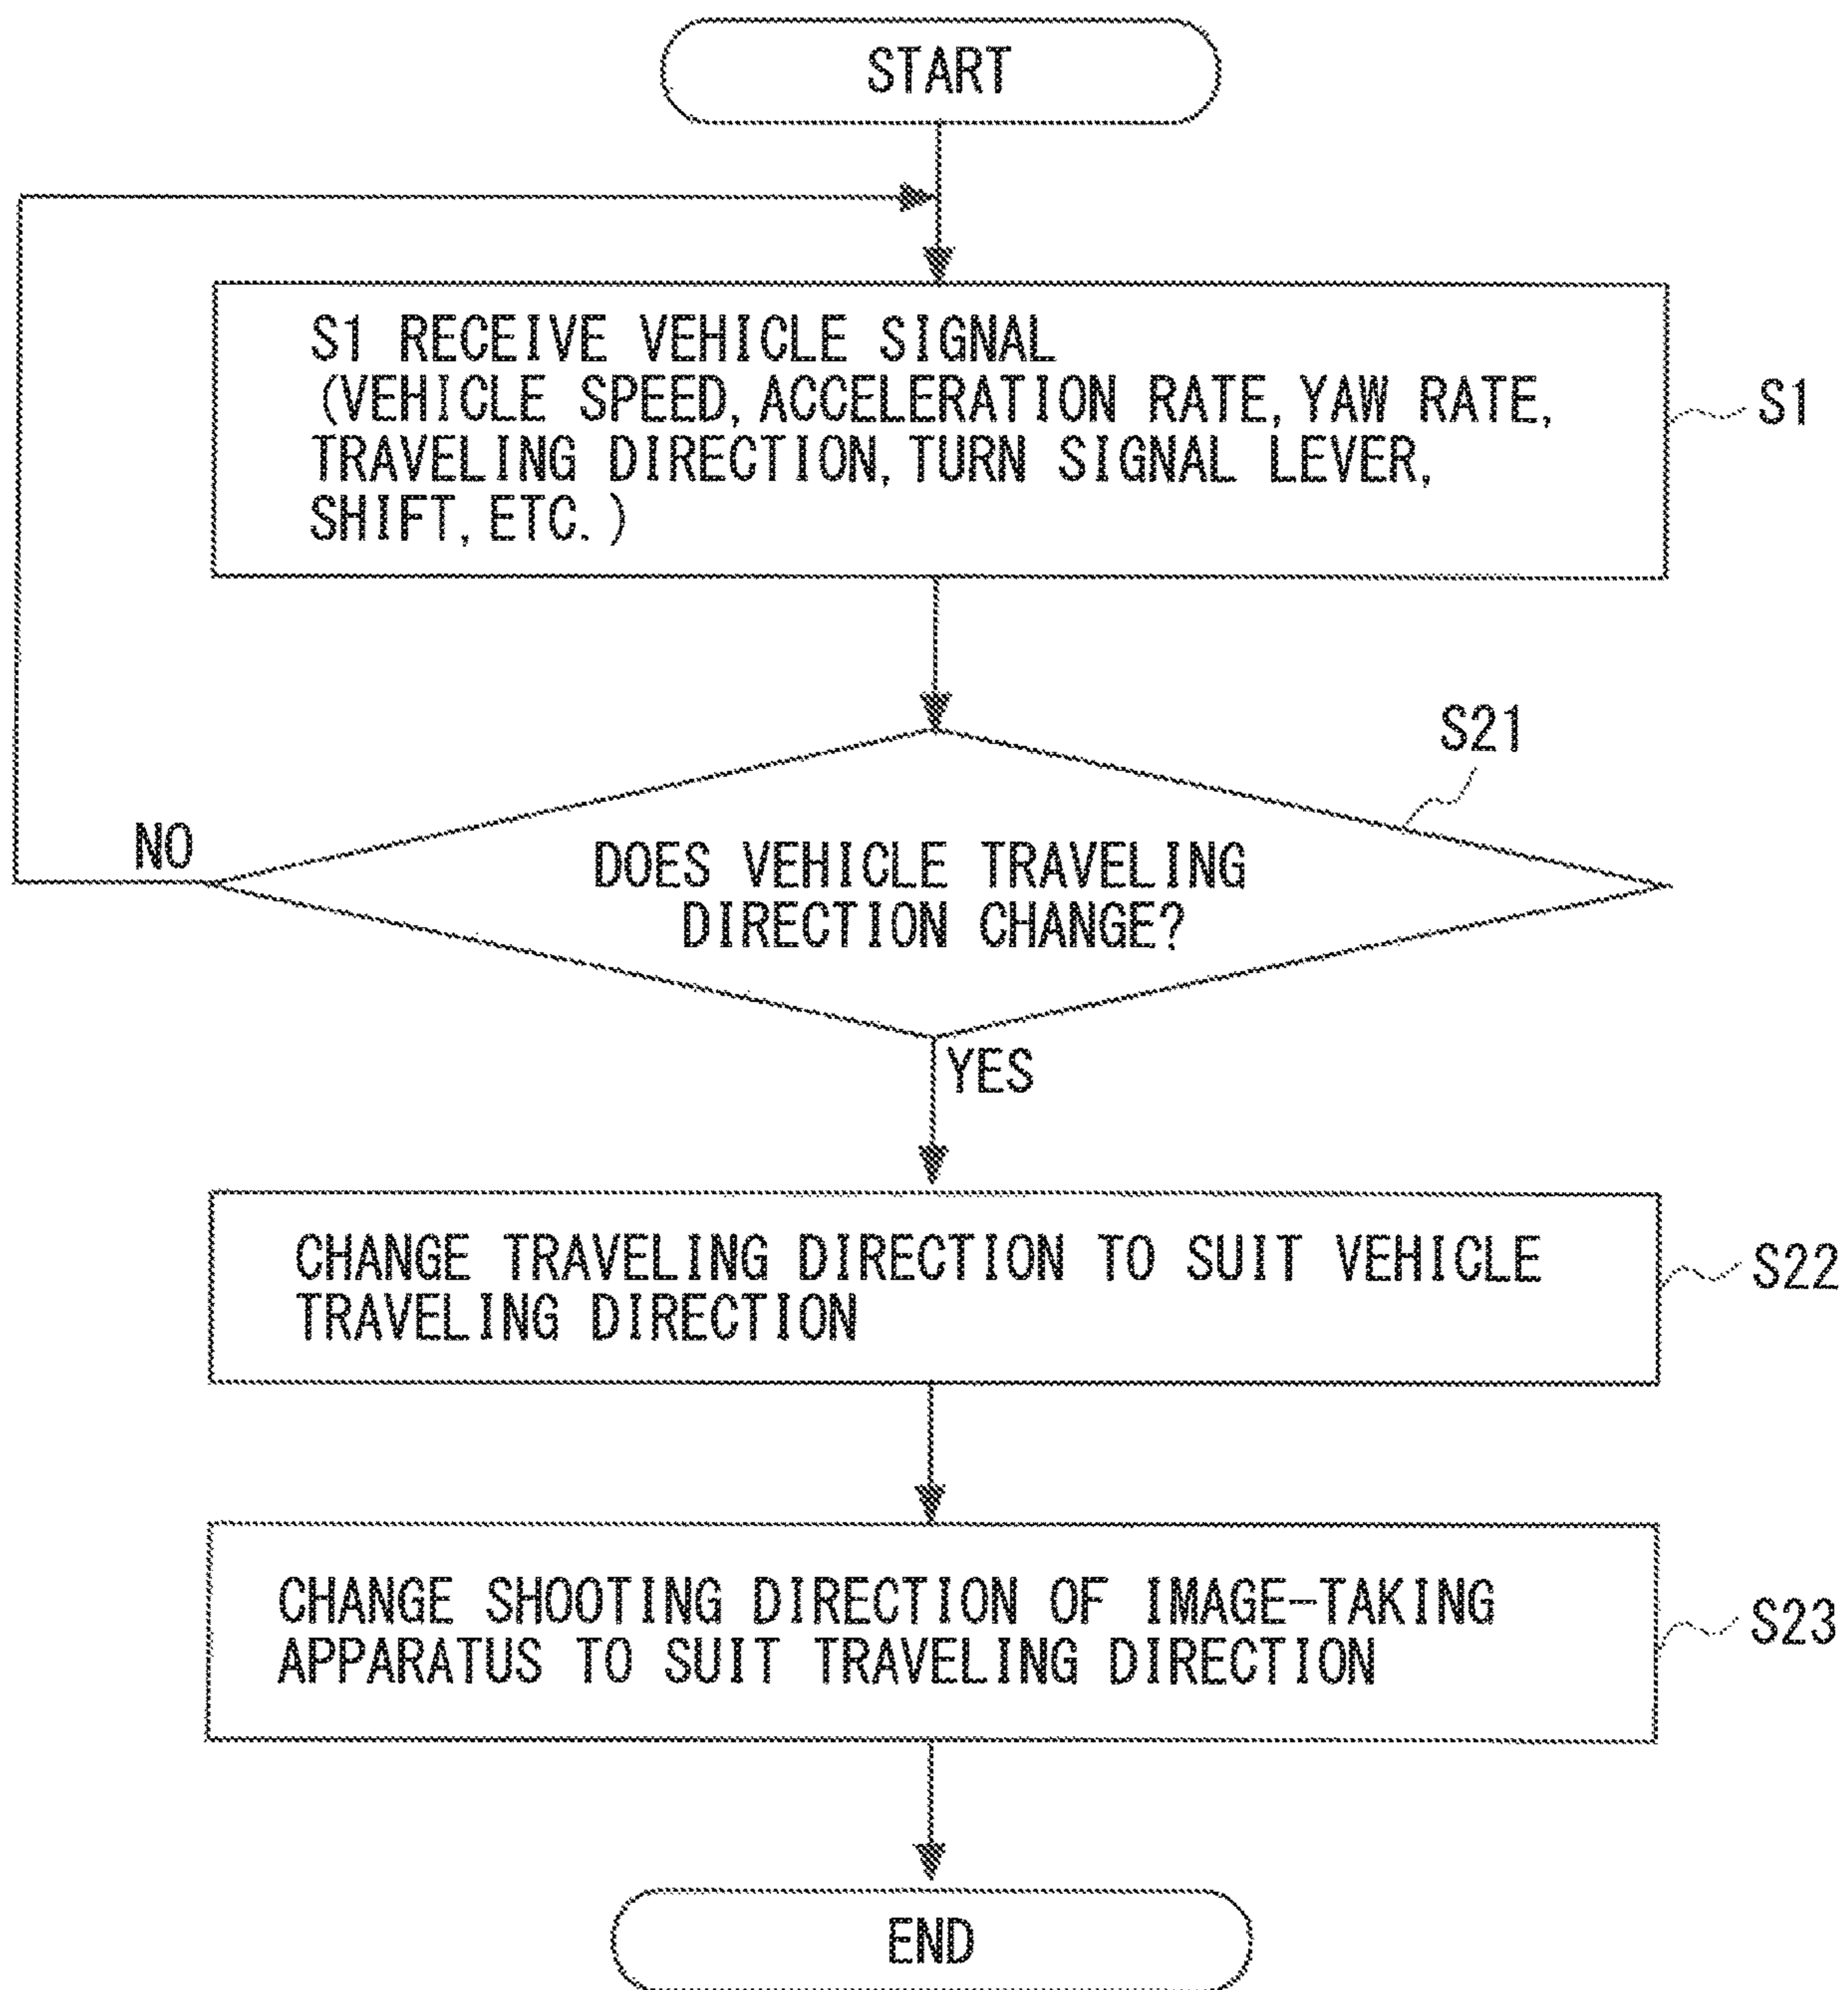 START
S1 RECEIVE VEHICLE SIGNAL
(VEHICLE SPEED, ACCELERATION RATE, YAW RATE,
TRAVELING DIRECTION, TURN SIGNAL LEVER,
SHIFT, ETC.)
S1
S21
NO
DOES VEHICLE TRAVELING
DIRECTION CHANGE?
YES
CHANGE TRAVELING DIRECTION TO SUIT VEHICLE
TRAVELING DIRECTION
S22
CHANGE SHOOTING DIRECTION OF IMAGE-TAKING
APPARATUS TO SUIT TRAVELING DIRECTION
S23
END